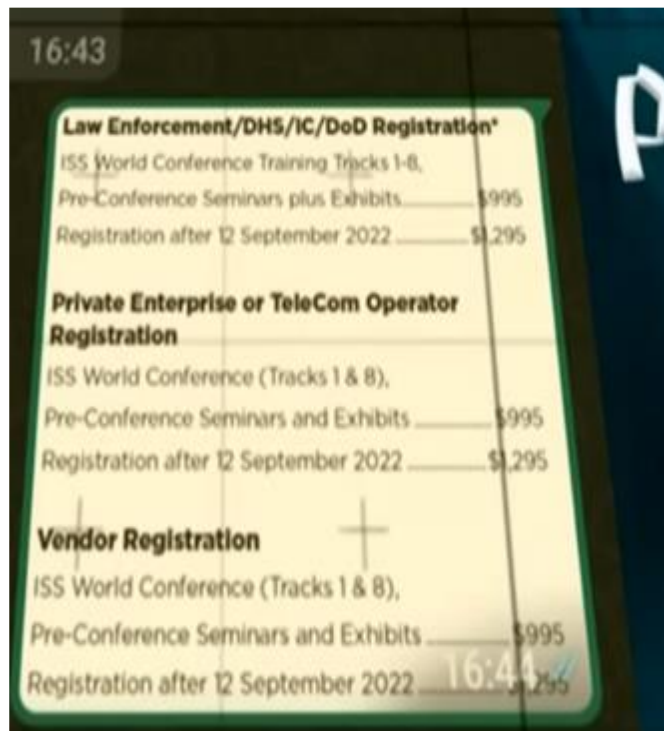 16:43
Law Enforcement/DHS/IC/DoD Registration*
ISS World Conference Training Tracks 1-8,
Pre-Conference Seminars plus Exhibits $995
Registration after 12 September 2022 $1,295
Private Enterprise or TeleCom Operator
Registration
ISS World Conference (Tracks 1 & 8),
Pre-Conference Seminars and Exhibits $995
Registration after 12 September 2022 $1,295
Vendor Registration
ISS World Conference (Tracks 1 & 8),
Pre-Conference Seminars and Exhibits $995
Registration after 12 September 2022 $1,295
16:44